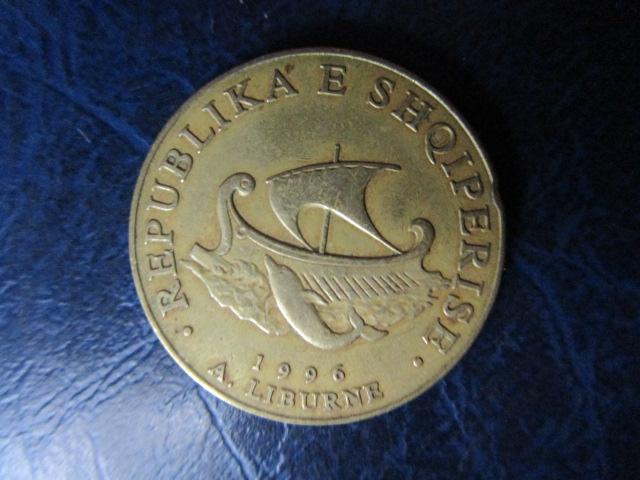 · REPUBLIKA E SHQIPERISE ·
1996
A. LIBURNE